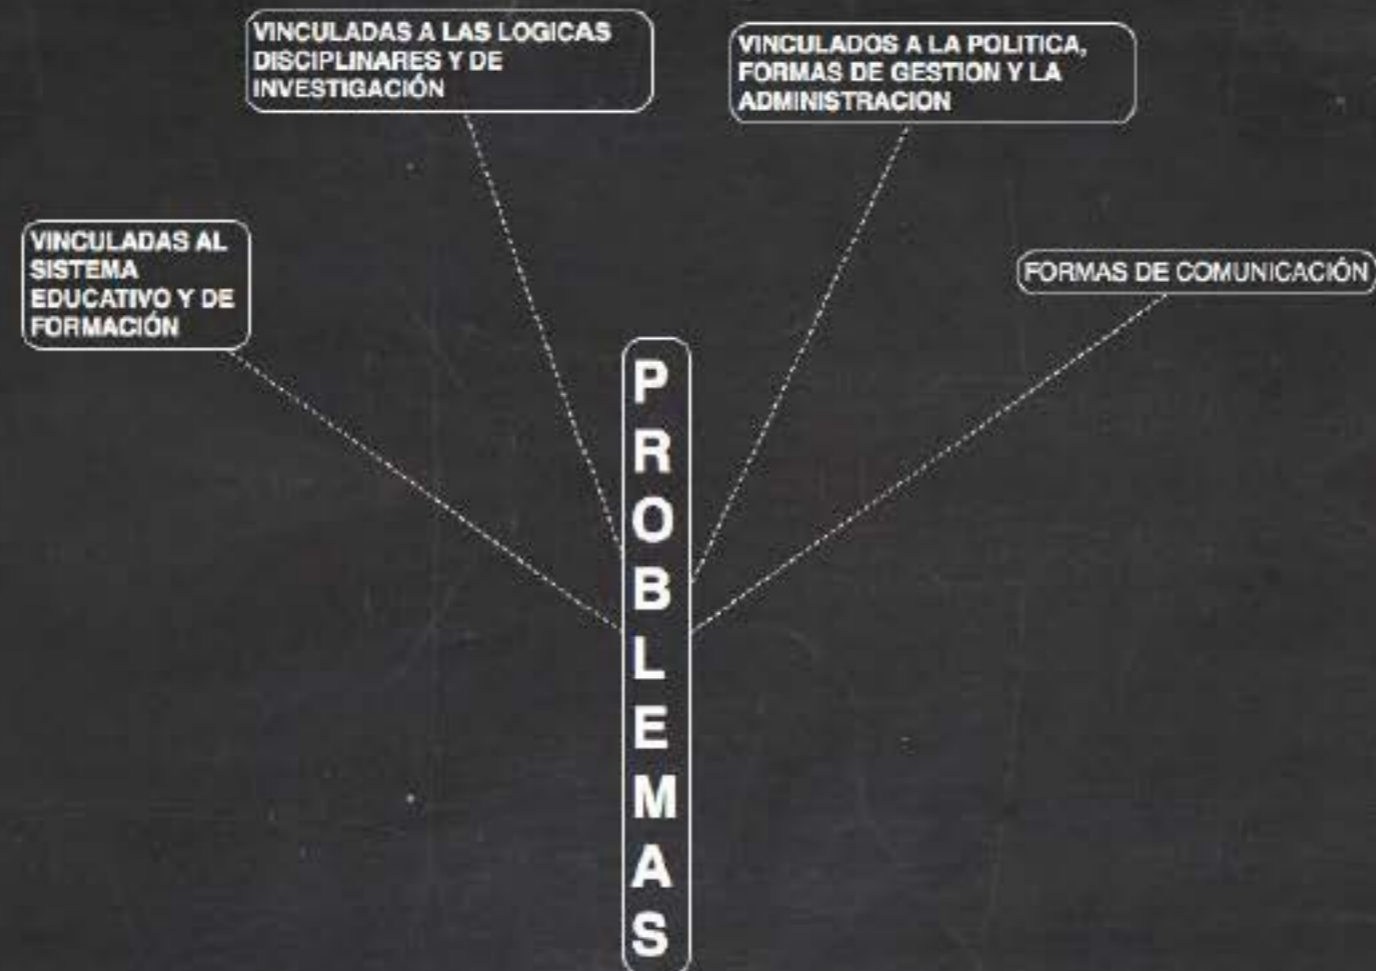 VINCULADAS A LAS LOGICAS
DISCIPLINARES Y DE
INVESTIGACIÓN
VINCULADOS A LA POLITICA,
FORMAS DE GESTION Y LA
ADMINISTRACION
VINCULADAS AL
SISTEMA
EDUCATIVO Y DE
FORMACIÓN
FORMAS DE COMUNICACIÓN
P
R
O
B
L
E
M
A
S